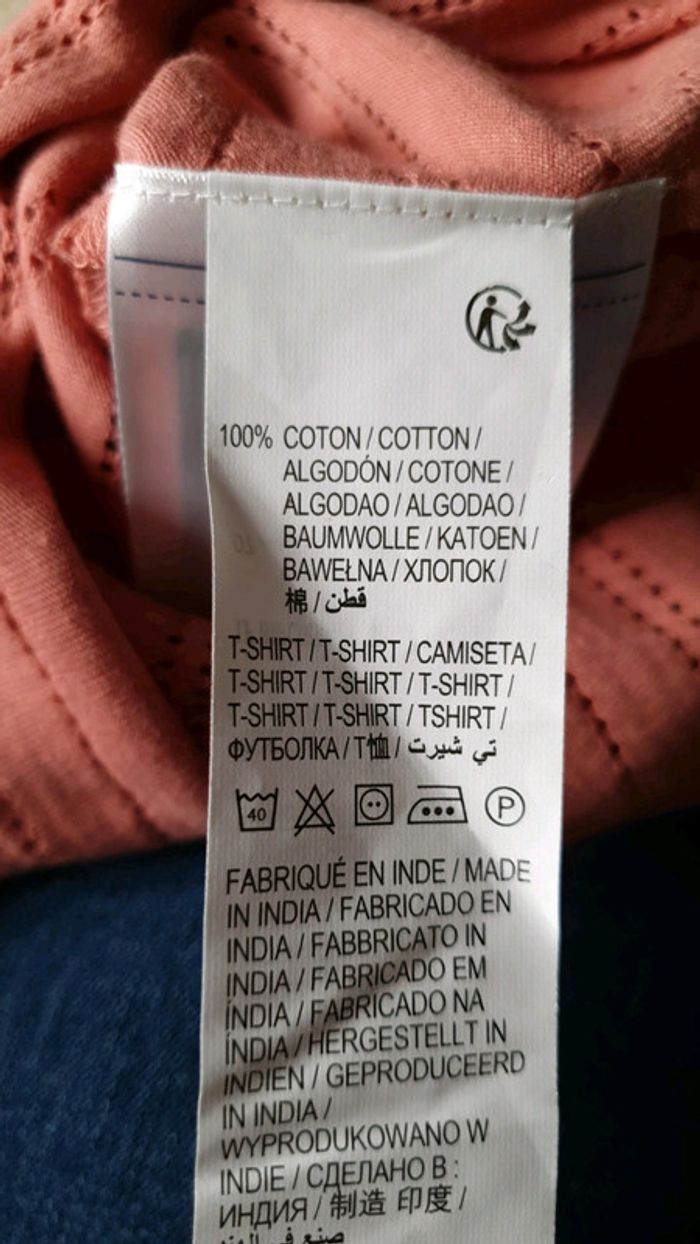 100% COTON / COTTON /
ALGODÓN / COTONE /
ALGODAO / ALGODAO /
BAUMWOLLE / KATOEN /
BAWEŁNA / ХЛОПОК /
棉 / قطن
T-SHIRT / T-SHIRT / CAMISETA /
T-SHIRT / T-SHIRT / T-SHIRT /
T-SHIRT / T-SHIRT / TSHIRT /
ФУТБОЛКА / T恤 / تي شيرت
40 P
FABRIQUÉ EN INDE / MADE
IN INDIA / FABRICADO EN
INDIA / FABBRICATO IN
INDIA / FABRICADO EM
ÍNDIA / FABRICADO NA
ÍNDIA / HERGESTELLT IN
INDIEN / GEPRODUCEERD
IN INDIA /
WYPRODUKOWANO W
INDIE / СДЕЛАНО В :
ИНДИЯ / 制造 印度 /
صنع في الهند